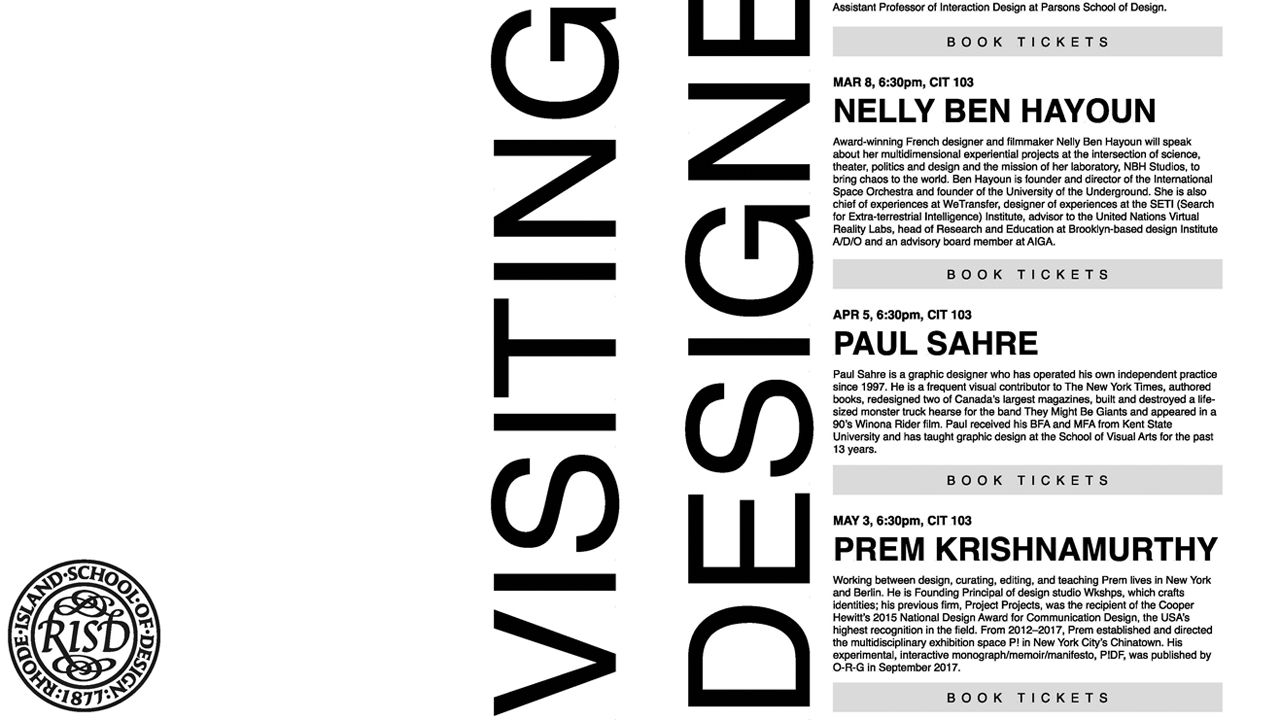 VISITING
DESIGNE
Assistant Professor of Interaction Design at Parsons School of Design.
BOOK TICKETS
MAR 8, 6:30pm, CIT 103
NELLY BEN HAYOUN
Award-winning French designer and filmmaker Nelly Ben Hayoun will speak
about her multidimensional experiential projects at the intersection of science,
theater, politics and design and the mission of her laboratory, NBH Studios, to
bring chaos to the world. Ben Hayoun is founder and director of the International
Space Orchestra and founder of the University of the Underground. She is also
chief of experiences at WeTransfer, designer of experiences at the SETI (Search
for Extra-terrestrial Intelligence) Institute, advisor to the United Nations Virtual
Reality Labs, head of Research and Education at Brooklyn-based design Institute
A/D/O and an advisory board member at AIGA.
BOOK TICKETS
APR 5, 6:30pm, CIT 103
PAUL SAHRE
Paul Sahre is a graphic designer who has operated his own independent practice
since 1997. He is a frequent visual contributor to The New York Times, authored
books, redesigned two of Canada's largest magazines, built and destroyed a life-
sized monster truck hearse for the band They Might Be Giants and appeared in a
90's Winona Rider film. Paul received his BFA and MFA from Kent State
University and has taught graphic design at the School of Visual Arts for the past
13 years.
BOOK TICKETS
MAY 3, 6:30pm, CIT 103
PREM KRISHNAMURTHY
Working between design, curating, editing, and teaching Prem lives in New York
and Berlin. He is Founding Principal of design studio Wkshps, which crafts
identities; his previous firm, Project Projects, was the recipient of the Cooper
Hewitt's 2015 National Design Award for Communication Design, the USA's
highest recognition in the field. From 2012–2017, Prem established and directed
the multidisciplinary exhibition space P! in New York City's Chinatown. His
experimental, interactive monograph/memoir/manifesto, P!DF, was published by
O-R-G in September 2017.
BOOK TICKETS
RHODE·ISLAND·SCHOOL·OF·DESIGN
RISD
:1877: